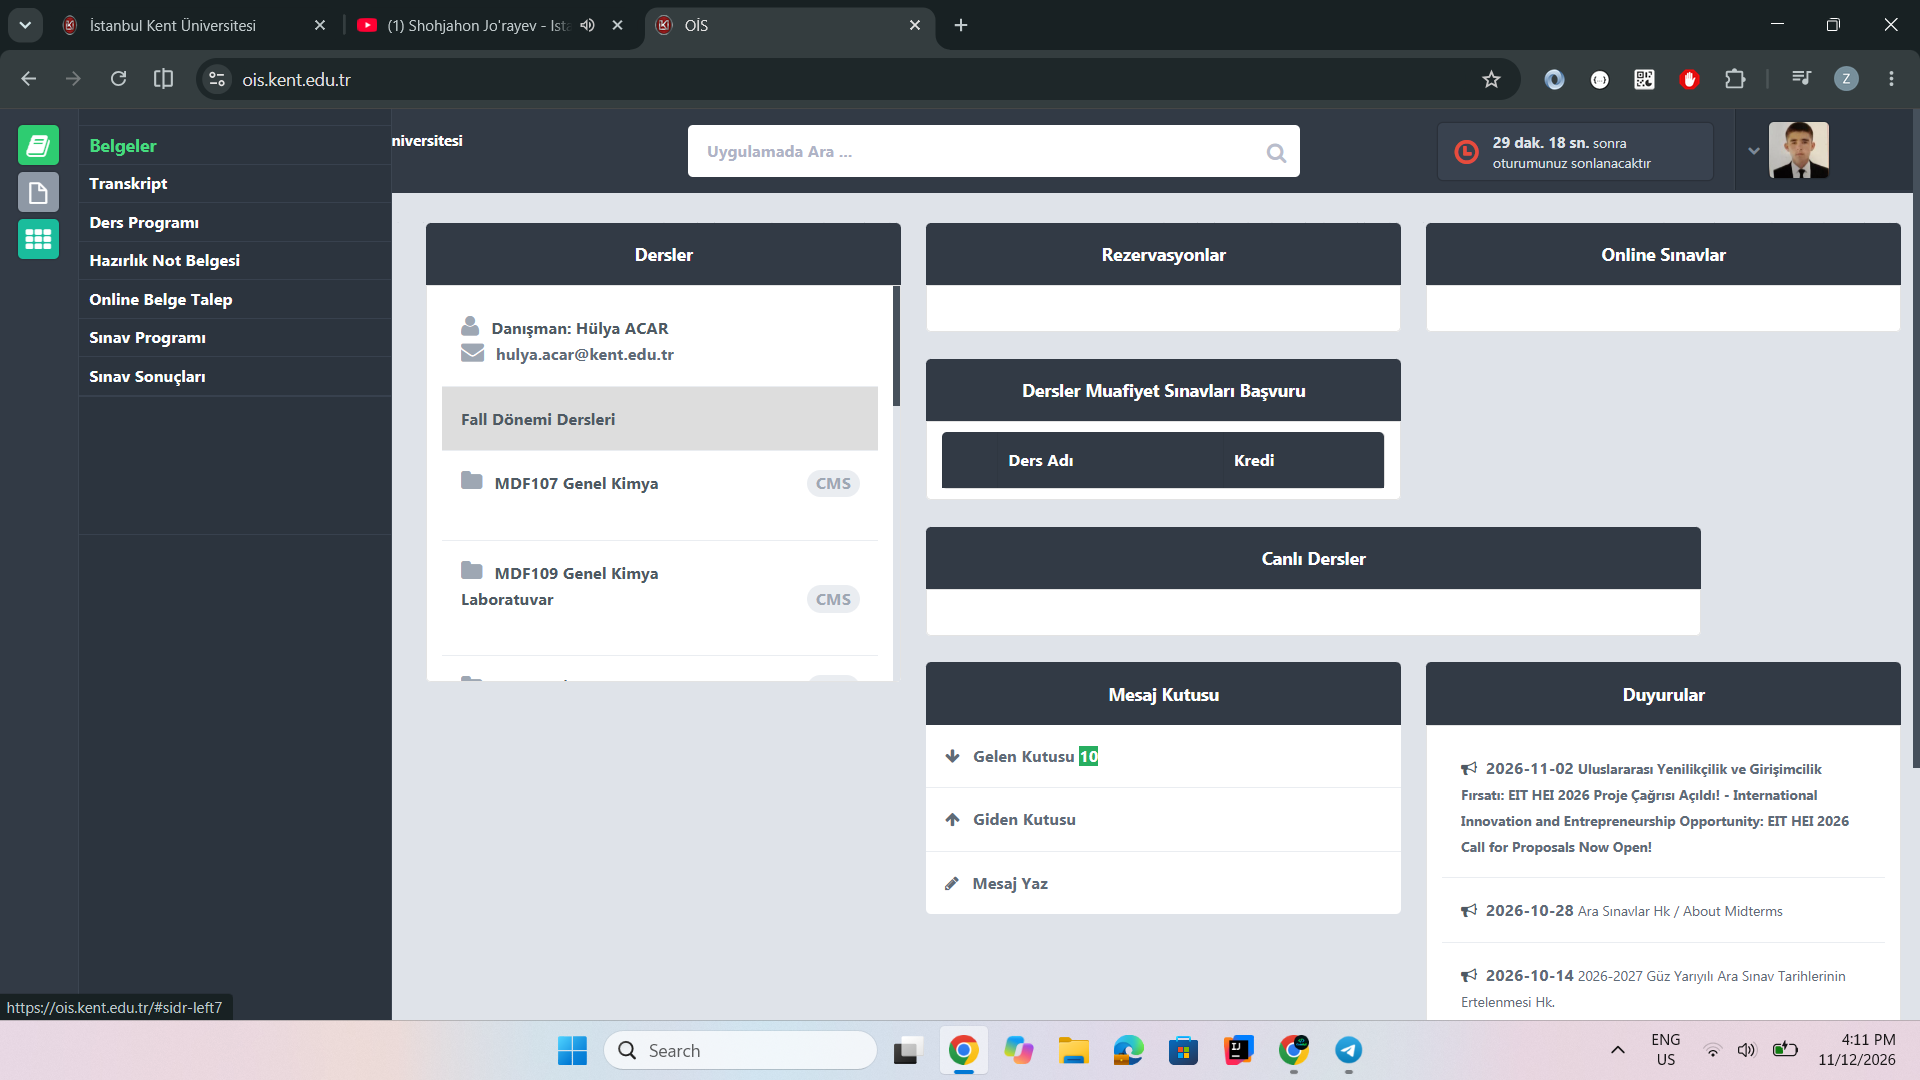 İstanbul Kent Üniversitesi
(1) Shohjahon Jo'rayev - Ista
OİS
ois.kent.edu.tr
Z
Belgeler
Transkript
Ders Programı
Hazırlık Not Belgesi
Online Belge Talep
Sınav Programı
Sınav Sonuçları
niversitesi
Uygulamada Ara ...
29 dak. 18 sn. sonra
oturumunuz sonlanacaktır
Dersler
Danışman: Hülya ACAR
hulya.acar@kent.edu.tr
Fall Dönemi Dersleri
MDF107 Genel Kimya
CMS
MDF109 Genel Kimya
Laboratuvar
CMS
Rezervasyonlar
Online Sınavlar
Dersler Muafiyet Sınavları Başvuru
Ders Adı Kredi
Canlı Dersler
Mesaj Kutusu
Gelen Kutusu 10
Giden Kutusu
Mesaj Yaz
Duyurular
2026-11-02 Uluslararası Yenilikçilik ve Girişimcilik
Fırsatı: EIT HEI 2026 Proje Çağrısı Açıldı! - International
Innovation and Entrepreneurship Opportunity: EIT HEI 2026
Call for Proposals Now Open!
2026-10-28 Ara Sınavlar Hk / About Midterms
2026-10-14 2026-2027 Güz Yarıyılı Ara Sınav Tarihlerinin
Ertelenmesi Hk.
https://ois.kent.edu.tr/#sidr-left7
Search
ENG
US
4:11 PM
11/12/2026